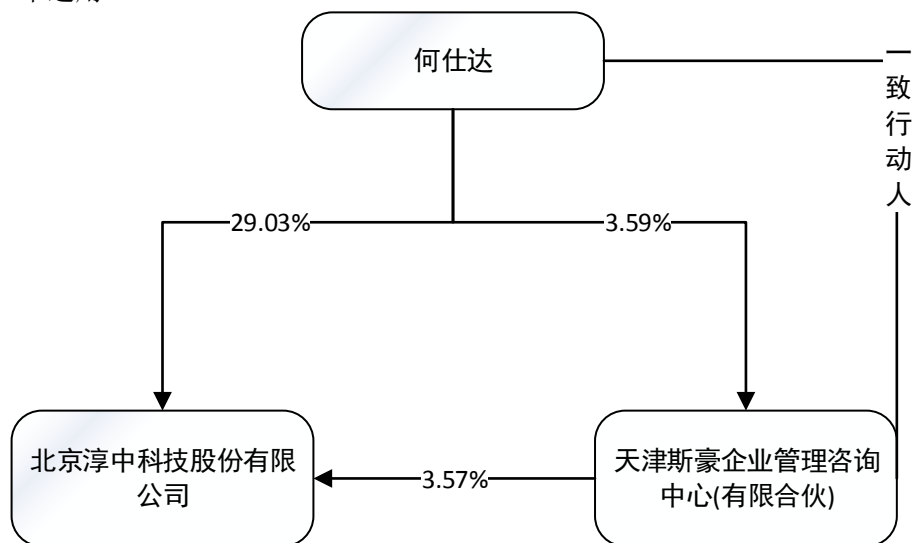 何仕达
一致行动人
29.03%
3.59%
北京淳中科技股份有限
公司
3.57%
天津斯豪企业管理咨询
中心(有限合伙)